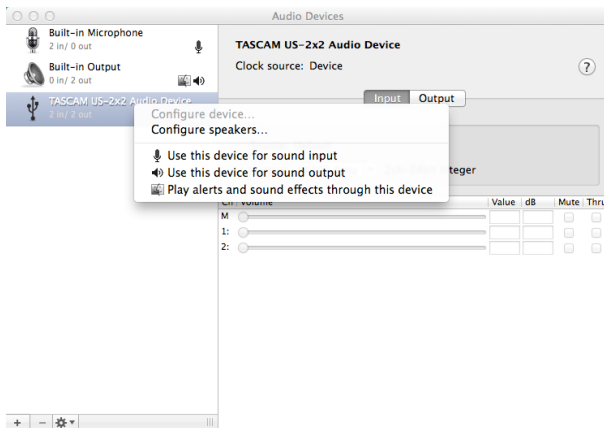 Audio Devices
Built-in Microphone
2 in/ 0 out
Built-in Output
0 in/ 2 out
TASCAM US-2x2 Audio Device
2 in/ 2 out
TASCAM US-2x2 Audio Device
Clock source: Device
?
Input Output
Configure device...
Configure speakers...
Use this device for sound input
Use this device for sound output
Play alerts and sound effects through this device
teger
Ch Volume Value dB Mute Thru
M
1:
2: